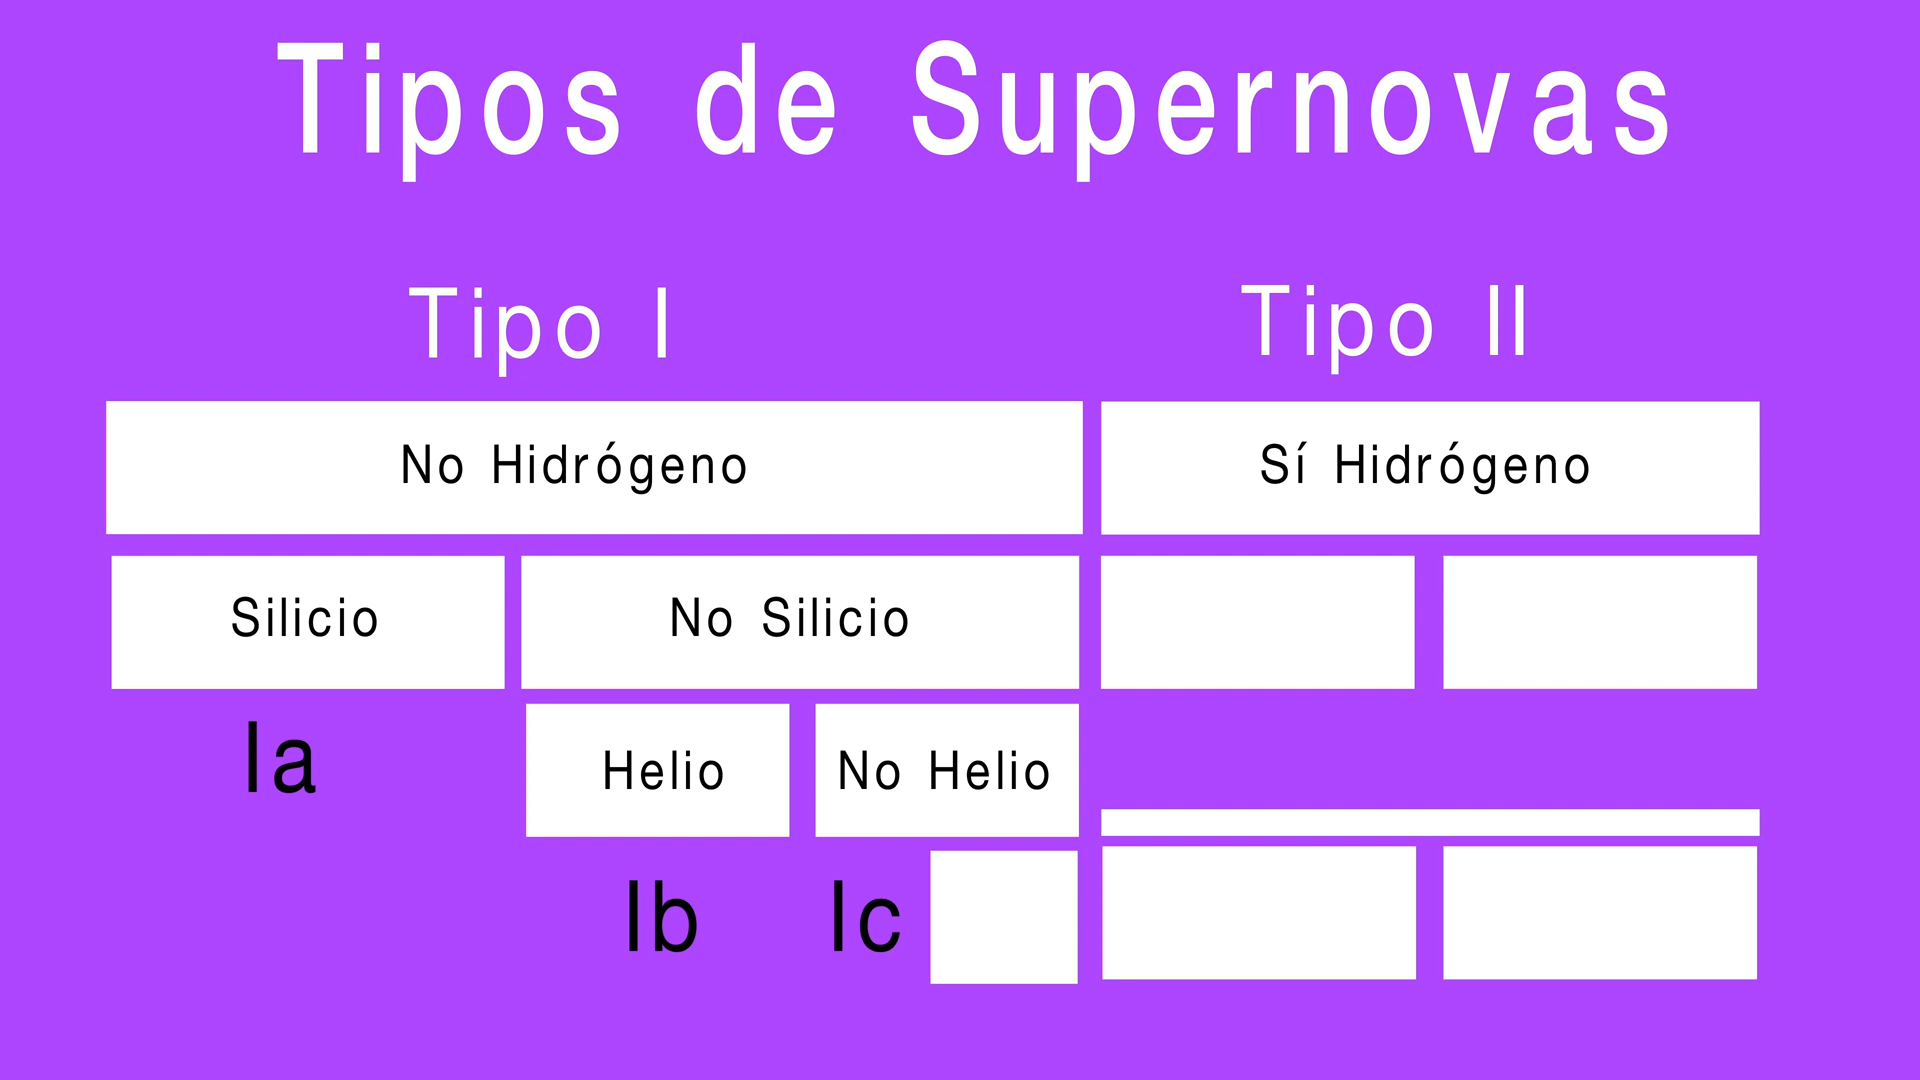 Tipos de Supernovas
Tipo I
Tipo II
No Hidrógeno
Sí Hidrógeno
Silicio
No Silicio
Ia
Helio
No Helio
Ib
Ic